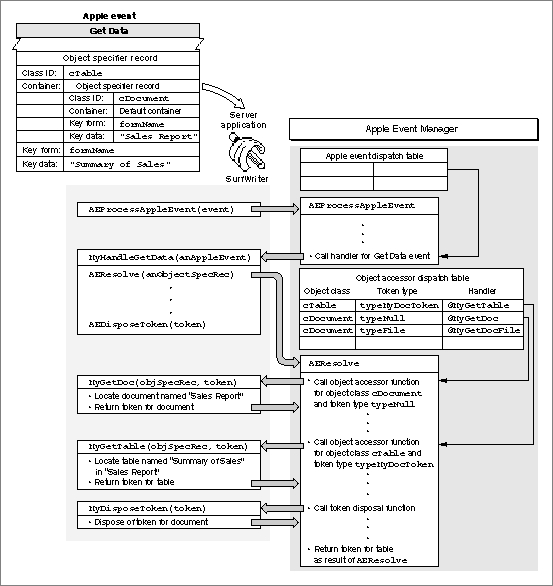 Apple event
Get Data
Object specifier record
Class ID: cTable
Container: Object specifier record
Class ID: cDocument
Container: Default container
Key form: formName
Key data: "Sales Report"
Key form: formName
Key data: "Summary of Sales"
Server
application
SurfWriter
Apple Event Manager
Apple event dispatch table
AEProcessAppleEvent(event)
AEProcessAppleEvent
• Call handler for Get Data event
MyHandleGetData(anAppleEvent)
AEResolve(anObjectSpecRec)
AEDisposeToken(token)
Object accessor dispatch table
Object class Token type Handler
cTable typeMyDocToken @MyGetTable
cDocument typeNull @MyGetDoc
cDocument typeFile @MyGetDocFile
AEResolve
MyGetDoc(objSpecRec, token)
• Locate document named "Sales Report"
• Return token for document
• Call object accessor function
for object class cDocument
and token type typeNull
MyGetTable(objSpecRec, token)
• Locate table named "Summary of Sales"
in "Sales Report"
• Return token for table
• Call object accessor function
for object class cTable and
token type typeMyDocToken
MyDisposeToken(token)
• Dispose of token for document
• Call token disposal function
• Return token for table
as result of AEResolve